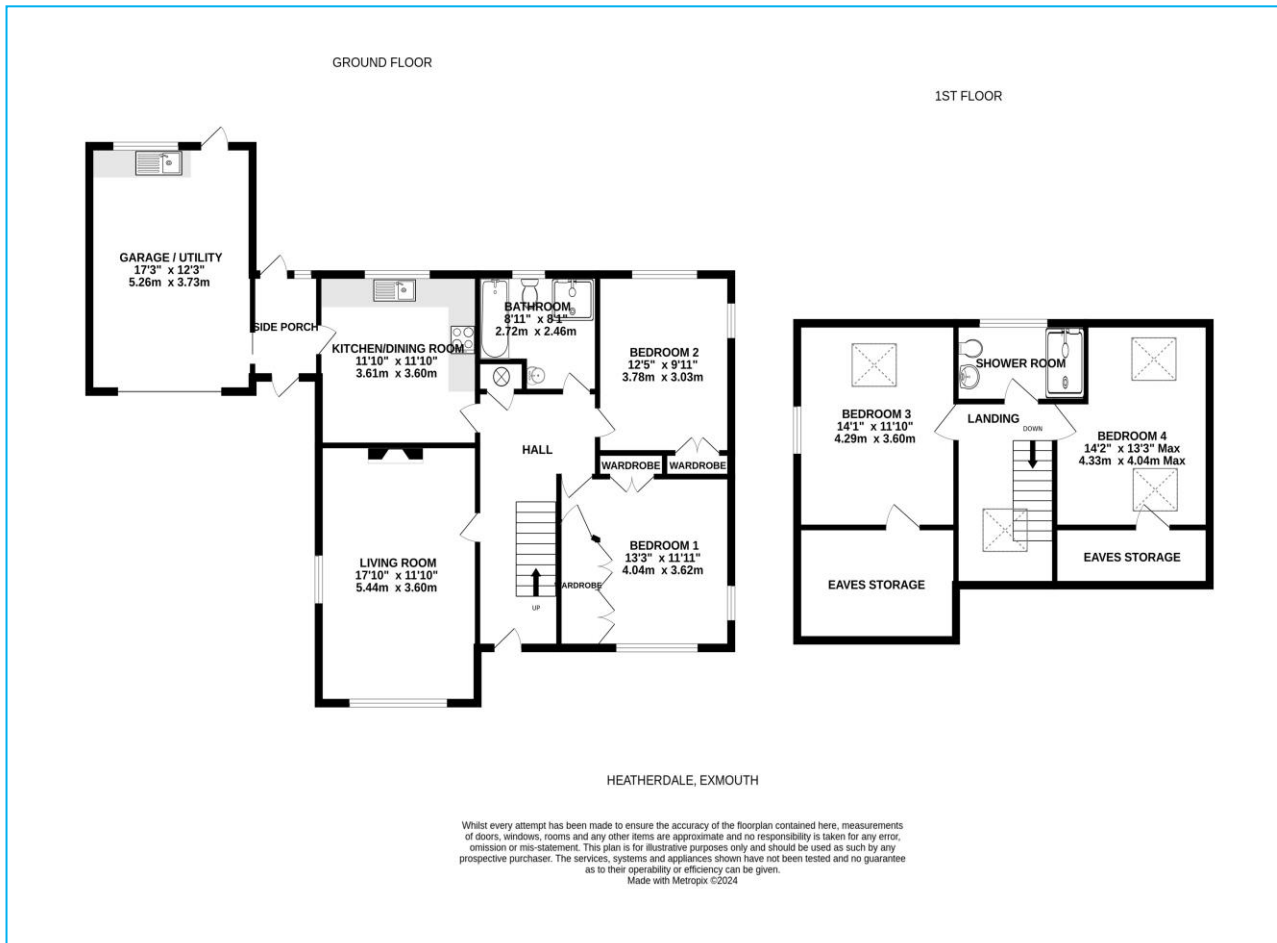 GROUND FLOOR
1ST FLOOR
GARAGE / UTILITY
17'3" x 12'3"
5.26m x 3.73m
SIDE PORCH
KITCHEN/DINING ROOM
11'10" x 11'10"
3.61m x 3.60m
BATHROOM
8'11" x 8'1"
2.72m x 2.46m
BEDROOM 2
12'5" x 9'11"
3.78m x 3.03m
HALL
WARDROBE
WARDROBE
LIVING ROOM
17'10" x 11'10"
5.44m x 3.60m
UP
WARDROBE
BEDROOM 1
13'3" x 11'11"
4.04m x 3.62m
SHOWER ROOM
BEDROOM 3
14'1" x 11'10"
4.29m x 3.60m
LANDING
DOWN
BEDROOM 4
14'2" x 13'3" Max
4.33m x 4.04m Max
EAVES STORAGE
EAVES STORAGE
HEATHERDALE, EXMOUTH
Whilst every attempt has been made to ensure the accuracy of the floorplan contained here, measurements
of doors, windows, rooms and any other items are approximate and no responsibility is taken for any error,
omission or mis-statement. This plan is for illustrative purposes only and should be used as such by any
prospective purchaser. The services, systems and appliances shown have not been tested and no guarantee
as to their operability or efficiency can be given.
Made with Metropix ©2024